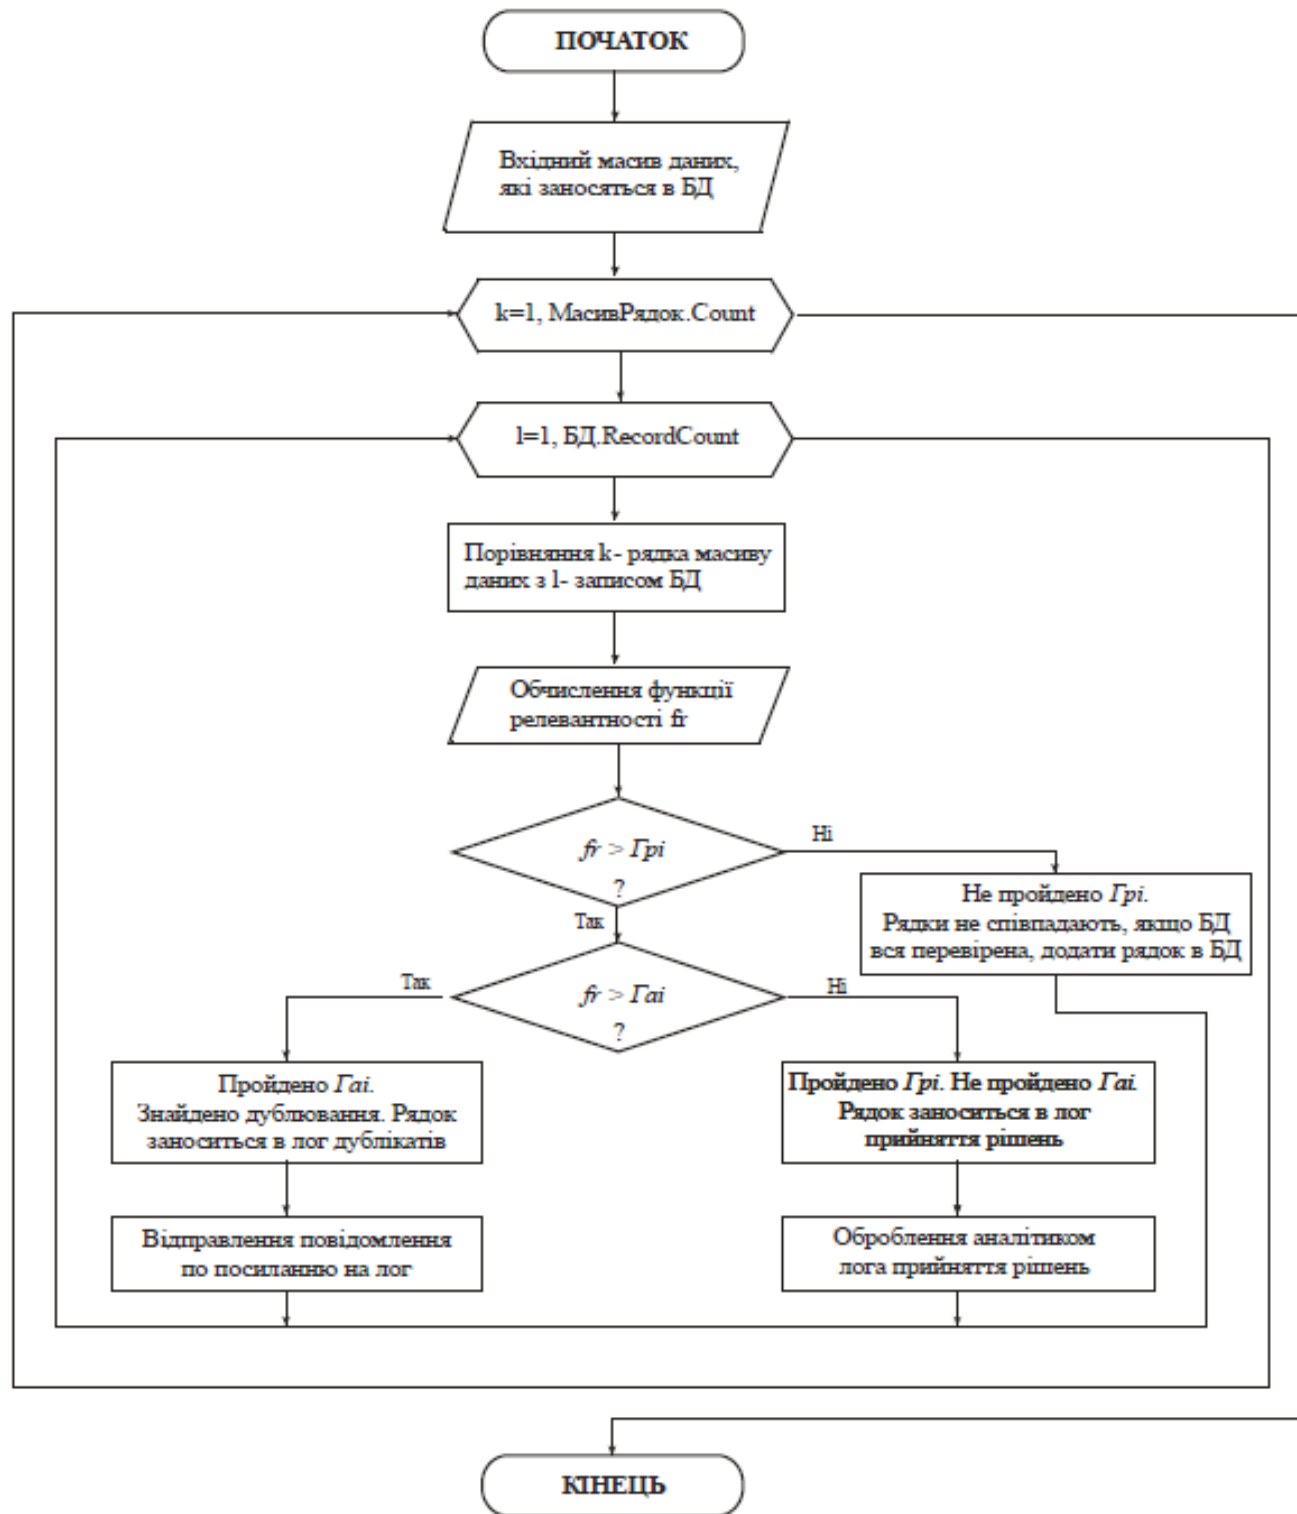 ПОЧАТОК
Вхідний масив даних,
які заносяться в БД
k=1, МасивРядок.Count
l=1, БД.RecordCount
Порівняння k- рядка масиву
даних з l- записом БД
Обчислення функції
релевантності fr
fr > Грі
?
Ні
Так
Не пройдено Грі.
Рядки не співпадають, якщо БД
вся перевірена, додати рядок в БД
fr > Гаі
?
Так
Ні
Пройдено Гаі.
Знайдено дублювання. Рядок
заноситься в лог дублікатів
Пройдено Грі. Не пройдено Гаі.
Рядок заноситься в лог
прийняття рішень
Відправлення повідомлення
по посиланню на лог
Оброблення аналітиком
лога прийняття рішень
КІНЕЦЬ